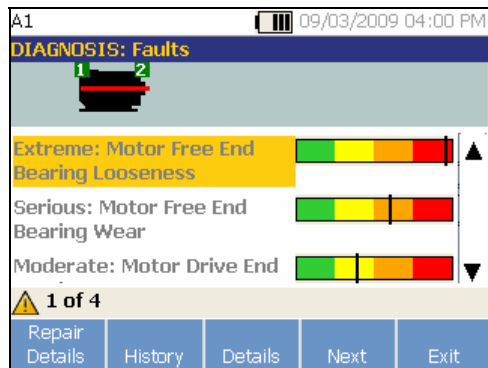 A1 09/03/2009 04:00 PM
DIAGNOSIS: Faults
1 2
Extreme: Motor Free End
Bearing Looseness
Serious: Motor Free End
Bearing Wear
Moderate: Motor Drive End
1 of 4
Repair
Details History Details Next Exit